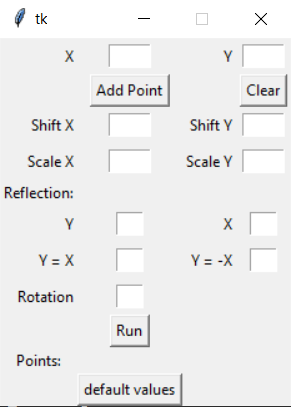 tk
X Y
Add Point Clear
Shift X Shift Y
Scale X Scale Y
Reflection:
Y X
Y = X Y = -X
Rotation
Run
Points:
default values